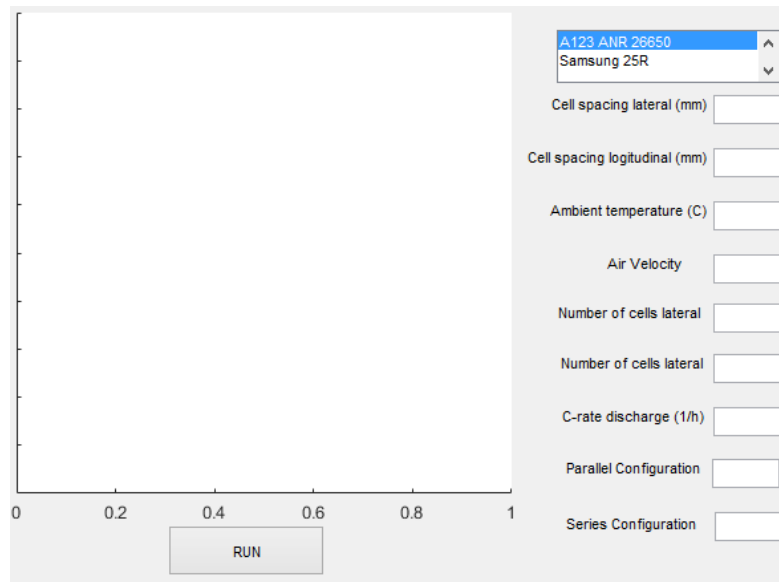 A123 ANR 26650
Samsung 25R
Cell spacing lateral (mm)
Cell spacing logitudinal (mm)
Ambient temperature (C)
Air Velocity
Number of cells lateral
Number of cells lateral
C-rate discharge (1/h)
Parallel Configuration
Series Configuration
0 0.2 0.4 0.6 0.8 1
RUN